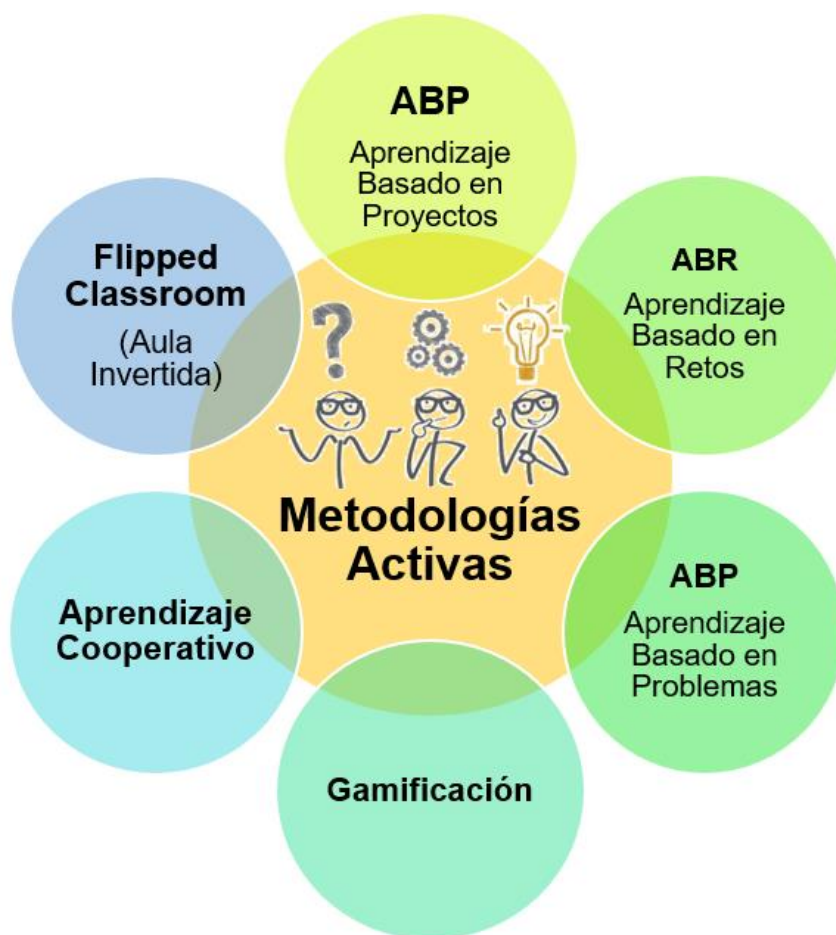 ABP
Aprendizaje
Basado en
Proyectos
Flipped
Classroom
(Aula
Invertida)
ABR
Aprendizaje
Basado en
Retos
?
Metodologías
Activas
ABP
Aprendizaje
Basado en
Problemas
Aprendizaje
Cooperativo
Gamificación